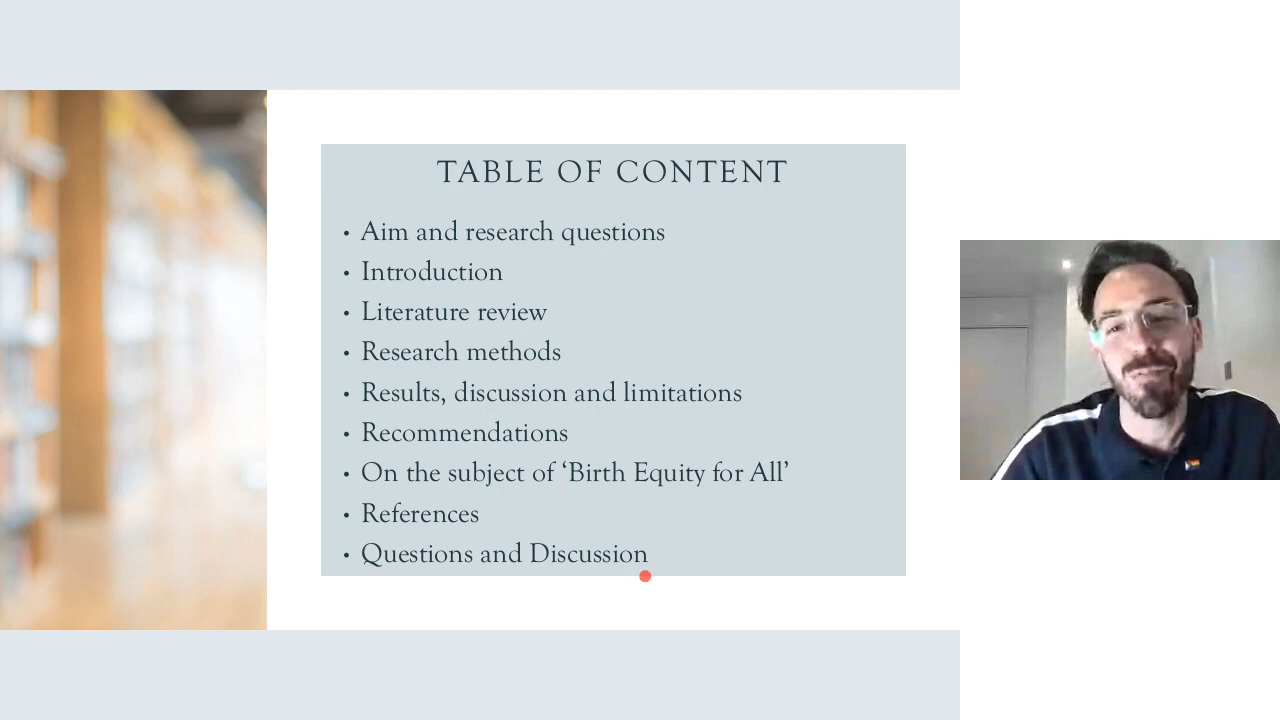 TABLE OF CONTENT
• Aim and research questions
• Introduction
• Literature review
• Research methods
• Results, discussion and limitations
• Recommendations
• On the subject of ‘Birth Equity for All’
• References
• Questions and Discussion